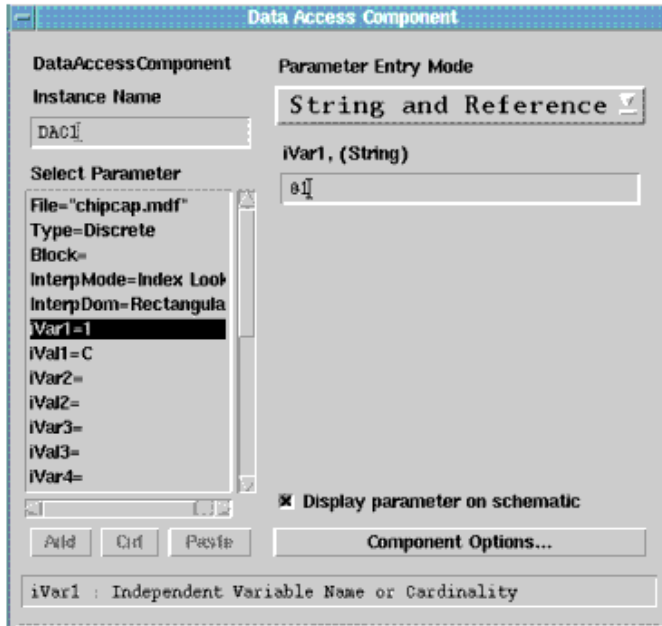 Data Access Component
DataAccessComponent
Instance Name
DAC1
Select Parameter
File="chipcap.mdf"
Type=Discrete
Block=
InterpMode=Index Look
InterpDom=Rectangula
iVar1=1
iVal1=C
iVar2=
iVal2=
iVar3=
iVal3=
iVar4=
Add
Cut
Paste
Parameter Entry Mode
String and Reference
iVar1, (String)
@1
Display parameter on schematic
Component Options...
iVar1 : Independent Variable Name or Cardinality